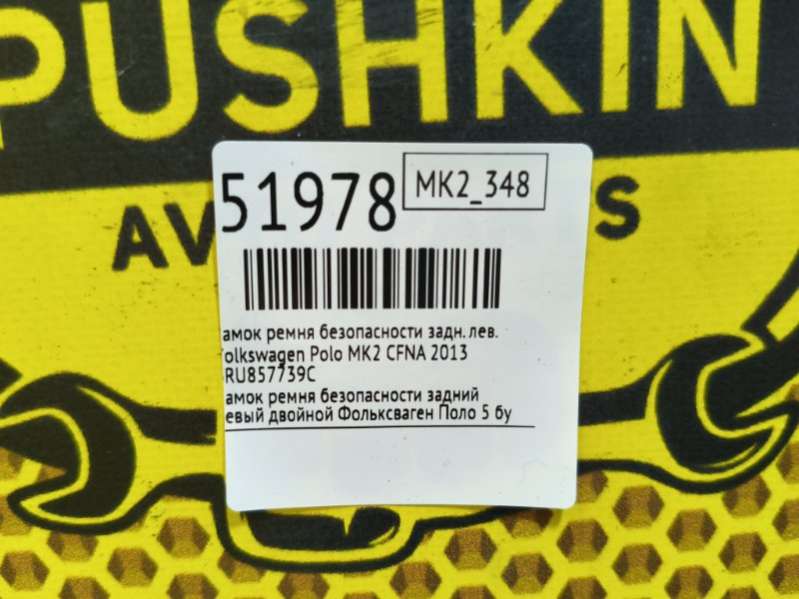 PUSHKIN
51978
MK2_348
AV S
амок ремня безопасности задн. лев.
olkswagen Polo MK2 CFNA 2013
RU857739C
амок ремня безопасности задний
евый двойной Фольксваген Поло 5 бу